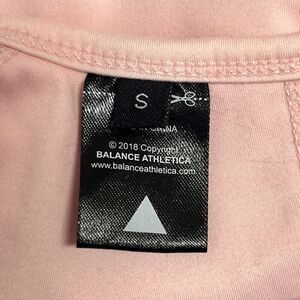 S
© 2018 Copyright
BALANCE ATHLETICA
www.balanceathletica.com